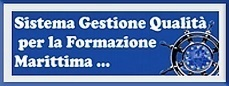 Sistema Gestione Qualità
per la Formazione
Marittima ...